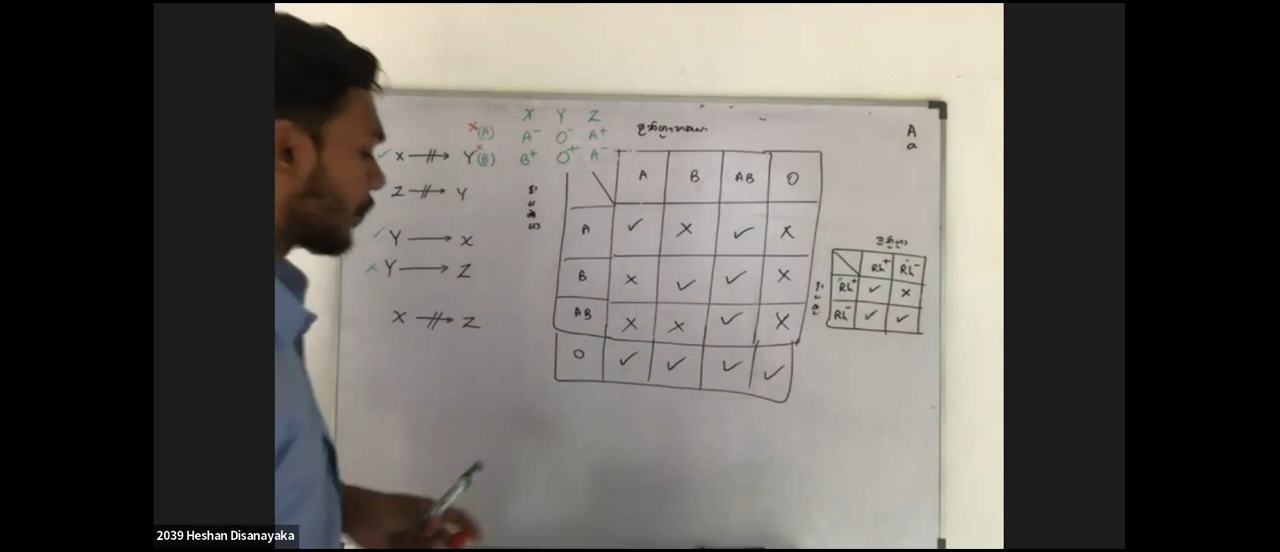 X Y Z
×(A) A⁻ O⁻ A⁺
✓ X ⇸ Y×(B) B⁺ O⁺ A⁻
Z ⇸ Y
✓ Y → X
× Y → Z
X ⇸ Z
A B AB O
A ✓ × ✓ ×
B × ✓ ✓ ×
AB × × ✓ ×
O ✓ ✓ ✓ ✓
A
a
Rh⁺ Rh⁻
Rh⁺ ✓ ×
Rh⁻ ✓ ✓
2039 Heshan Disanayaka